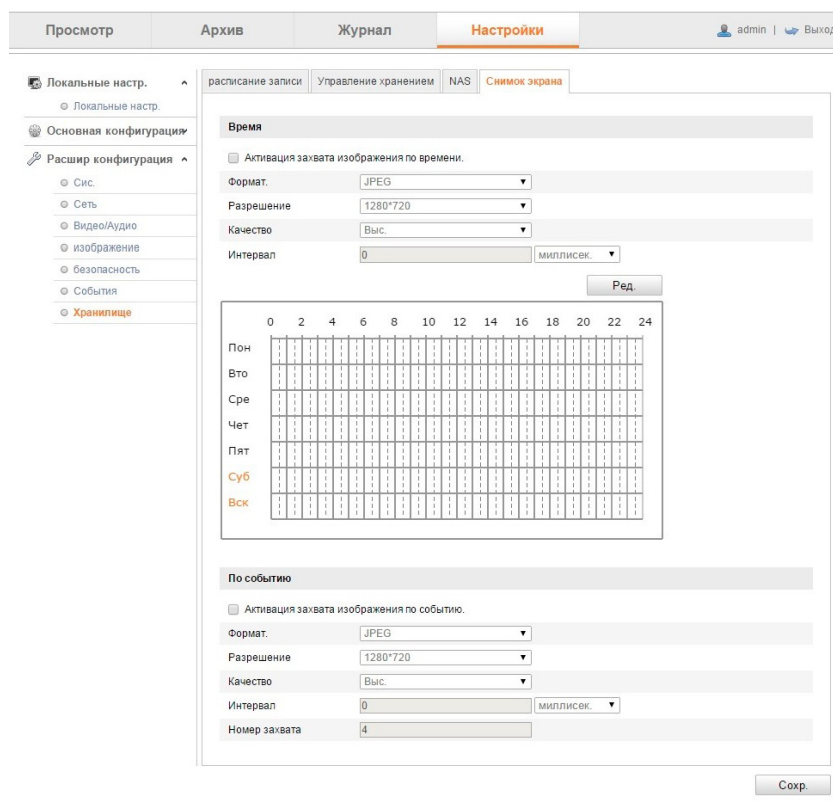 Просмотр Архив Журнал Настройки admin | Выход
Локальные настр.
Локальные настр.
Основная конфигурация
Расшир конфигурация
Сис.
Сеть
Видео/Аудио
изображение
безопасность
События
Хранилище
расписание записи Управление хранением NAS Снимок экрана
Время
Активация захвата изображения по времени.
Формат. JPEG
Разрешение 1280*720
Качество Выс.
Интервал 0 миллисек.
Ред.
0 2 4 6 8 10 12 14 16 18 20 22 24
Пон
Вто
Сре
Чет
Пят
Суб
Вск
По событию
Активация захвата изображения по событию.
Формат. JPEG
Разрешение 1280*720
Качество Выс.
Интервал 0 миллисек.
Номер захвата 4
Сохр.